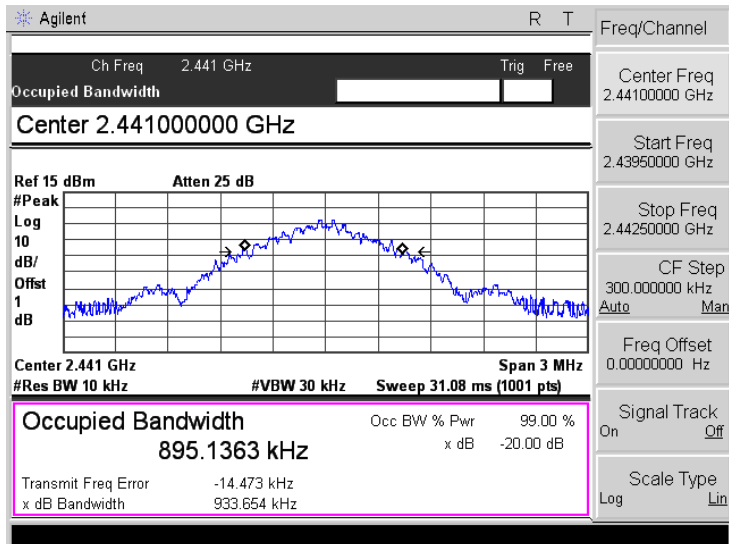 Agilent R T
Ch Freq 2.441 GHz Trig Free
Occupied Bandwidth
Center 2.441000000 GHz
Ref 15 dBm Atten 25 dB
#Peak
Log
10
dB/
Offst
1
dB
Center 2.441 GHz Span 3 MHz
#Res BW 10 kHz #VBW 30 kHz Sweep 31.08 ms (1001 pts)
Occupied Bandwidth Occ BW % Pwr 99.00 %
895.1363 kHz x dB -20.00 dB
Transmit Freq Error -14.473 kHz
x dB Bandwidth 933.654 kHz
Freq/Channel
Center Freq
2.44100000 GHz
Start Freq
2.43950000 GHz
Stop Freq
2.44250000 GHz
CF Step
300.000000 kHz
Auto Man
Freq Offset
0.00000000 Hz
Signal Track
On Off
Scale Type
Log Lin